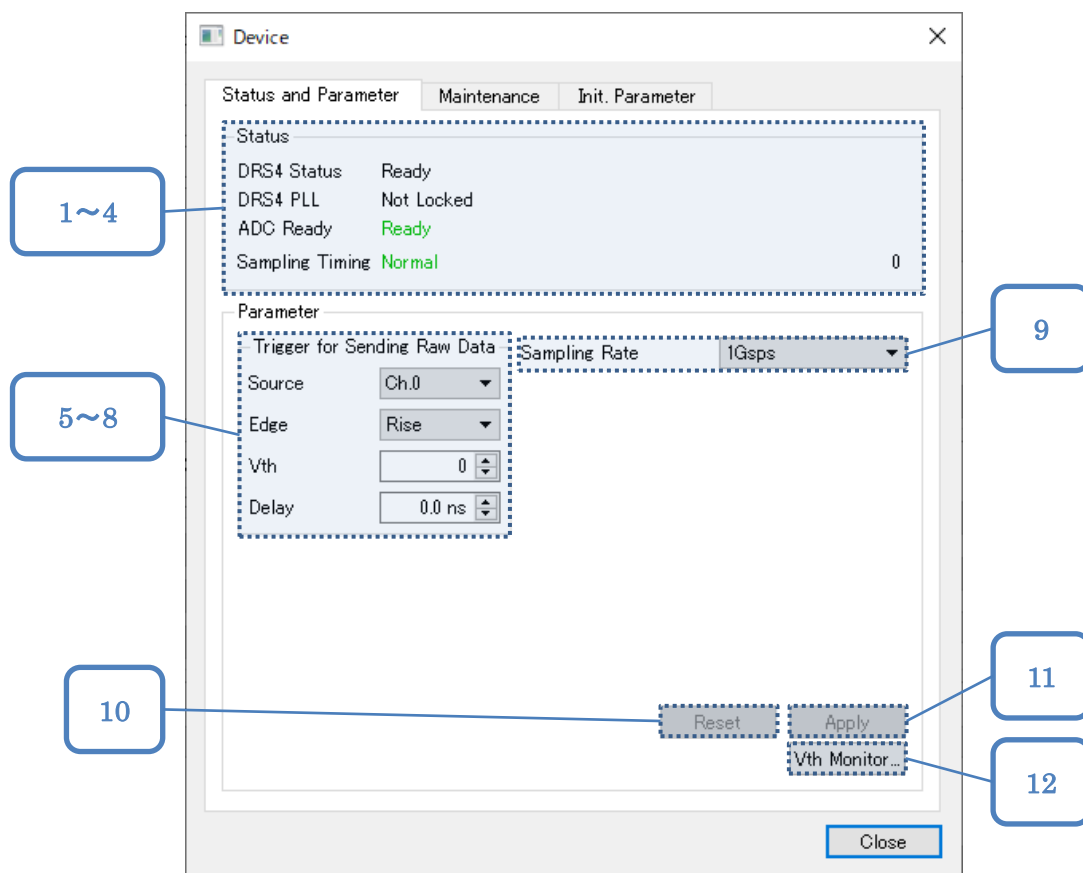 Device
Status and Parameter Maintenance Init. Parameter
Status
DRS4 Status Ready
DRS4 PLL Not Locked
ADC Ready Ready
Sampling Timing Normal 0
1～4
Parameter
Trigger for Sending Raw Data
Sampling Rate 1Gsps
9
Source Ch.0
Edge Rise
5～8
Vth 0
Delay 0.0 ns
10
Reset Apply
11
Vth Monitor...
12
Close